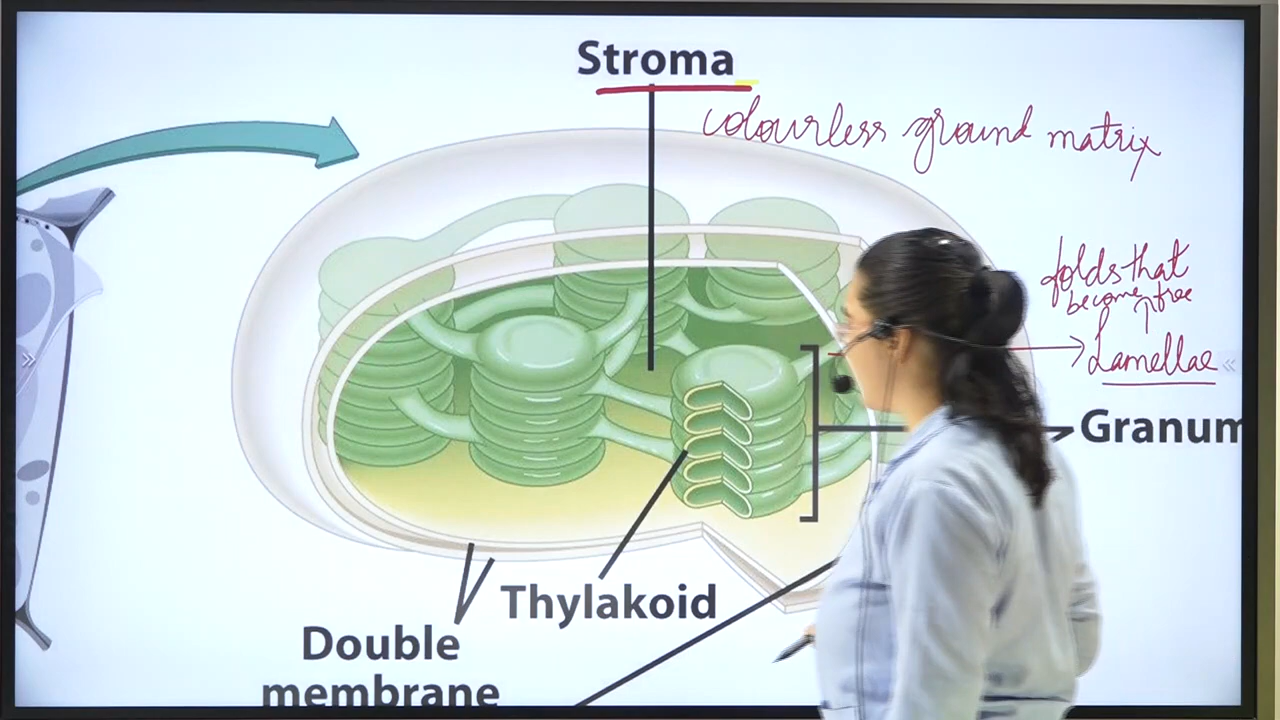 Stroma
colourless ground matrix
folds that
become free
Lamellae
Granum
Thylakoid
Double
membrane